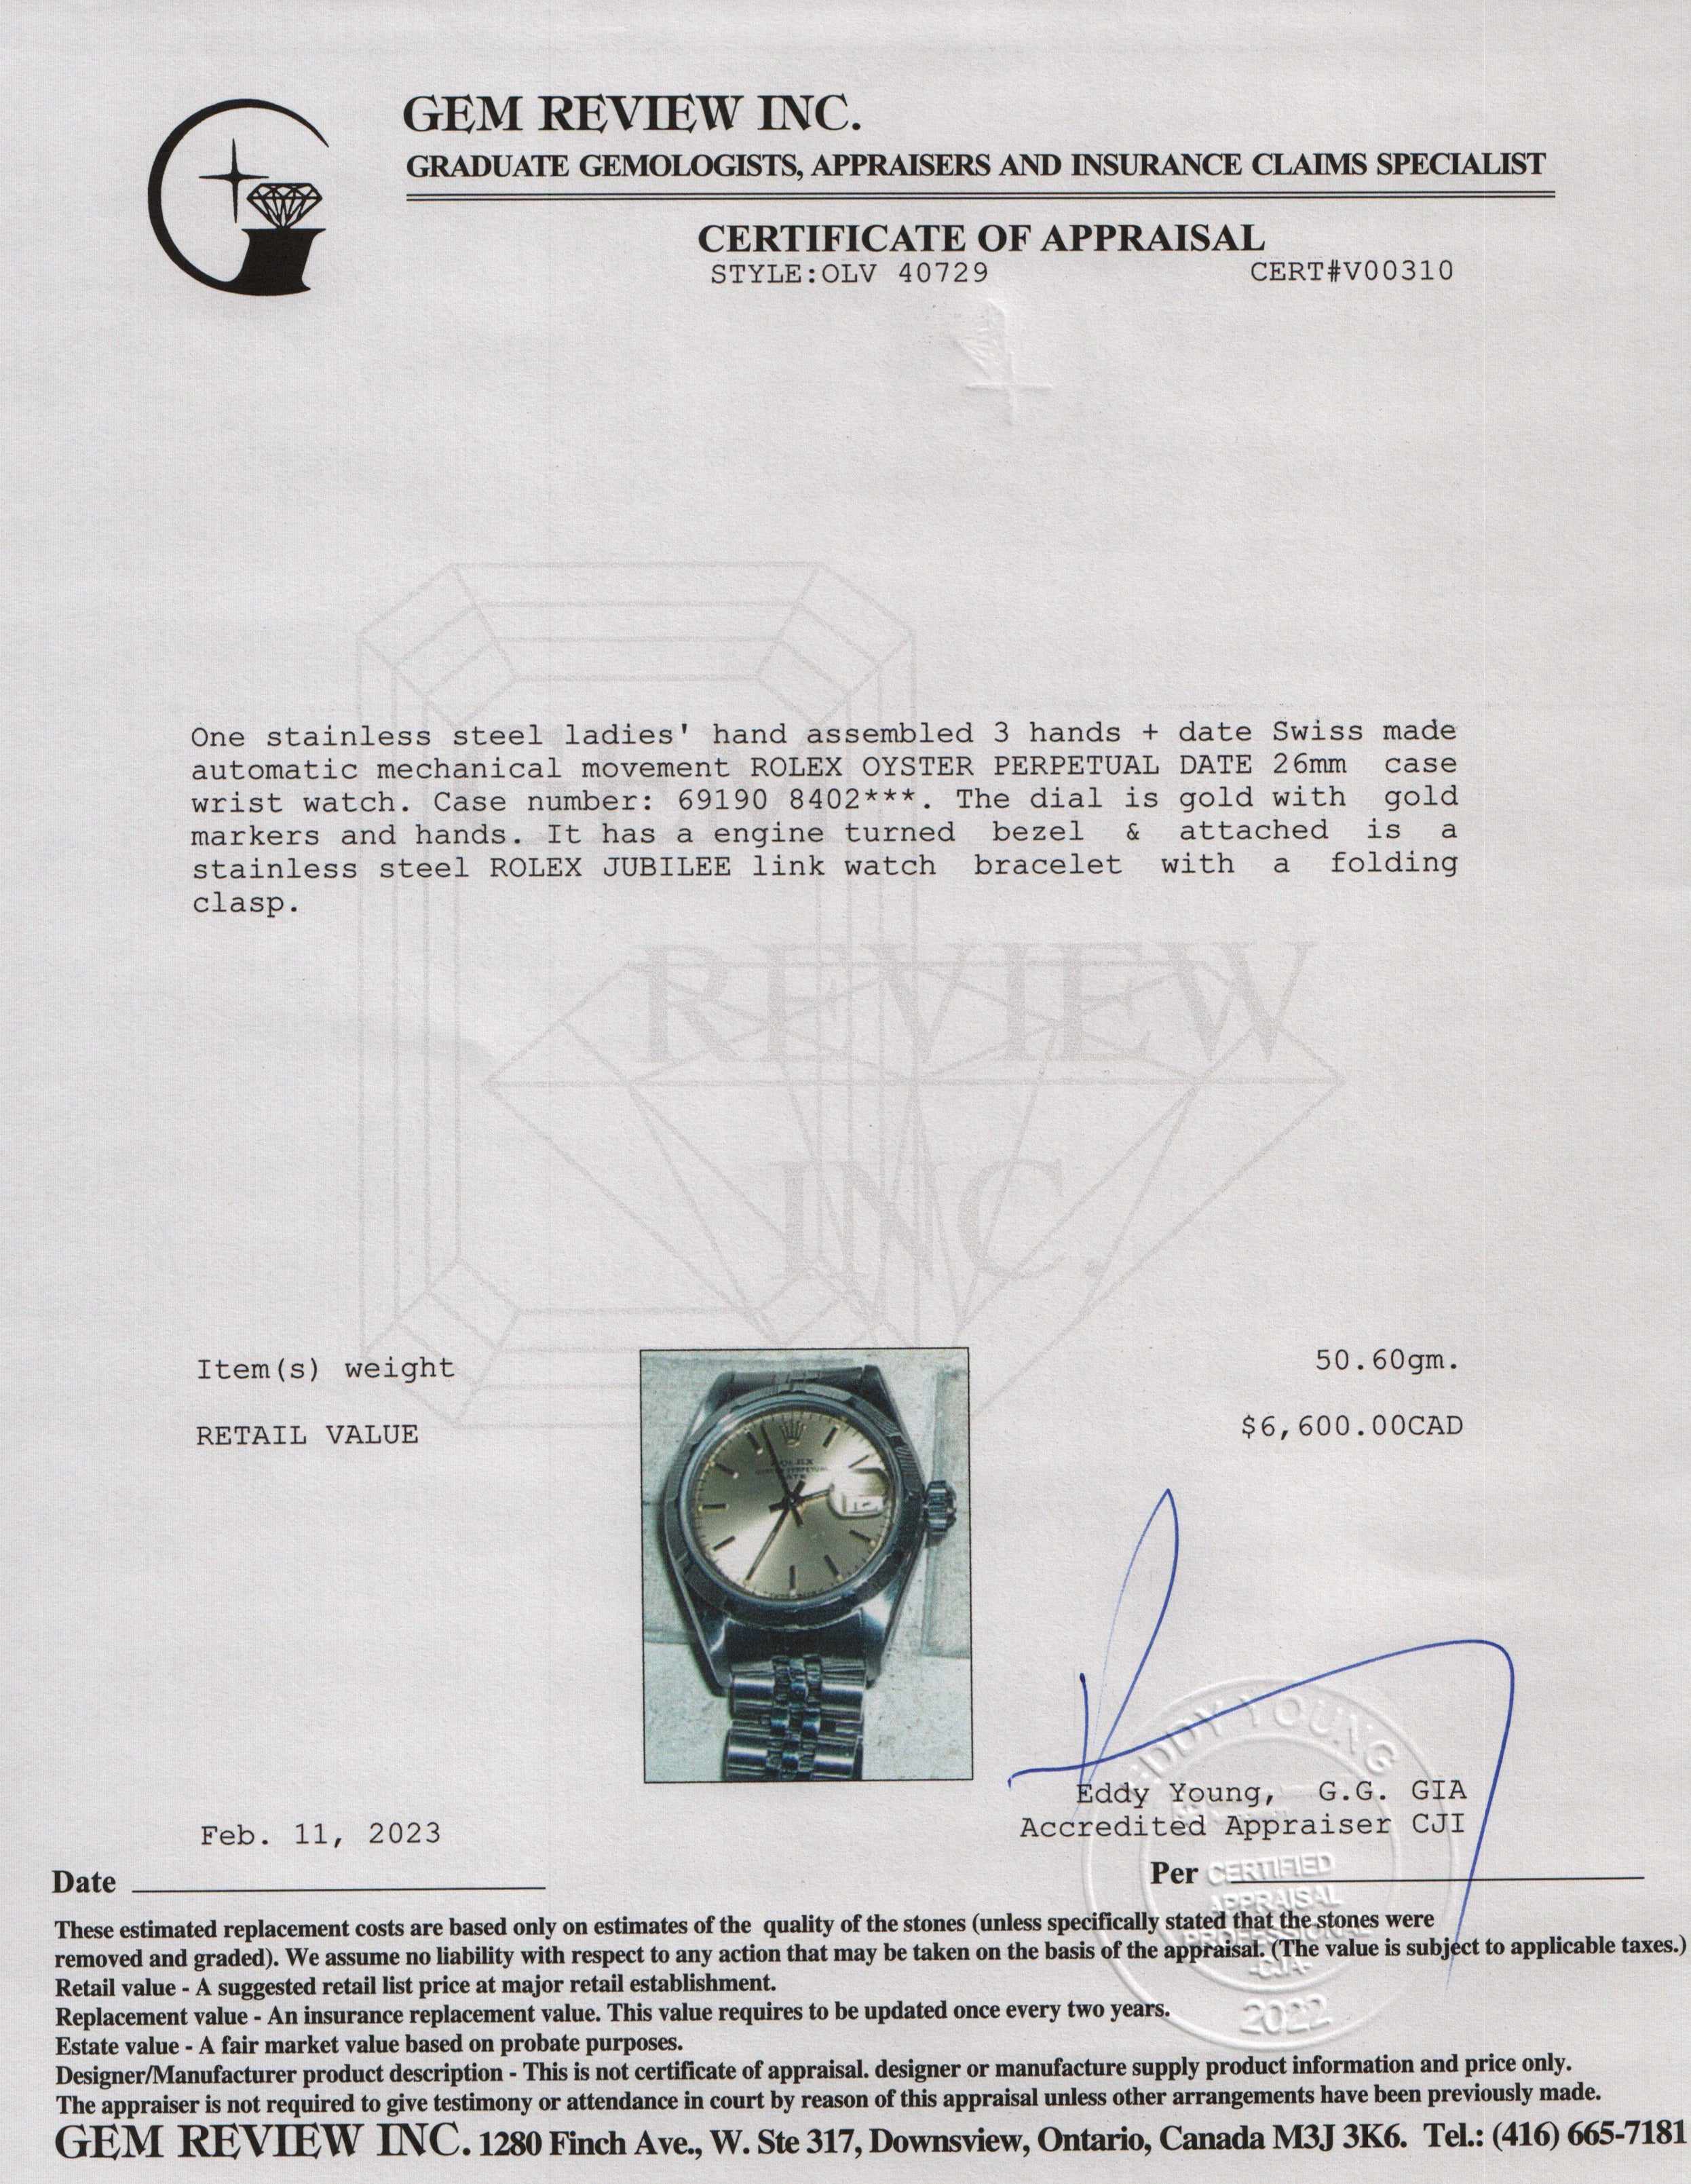 GEM REVIEW INC.
GRADUATE GEMOLOGISTS, APPRAISERS AND INSURANCE CLAIMS SPECIALIST
CERTIFICATE OF APPRAISAL
STYLE:OLV 40729 CERT#V00310
One stainless steel ladies' hand assembled 3 hands + date Swiss made
automatic mechanical movement ROLEX OYSTER PERPETUAL DATE 26mm case
wrist watch. Case number: 69190 8402***. The dial is gold with gold
markers and hands. It has a engine turned bezel & attached is a
stainless steel ROLEX JUBILEE link watch bracelet with a folding
clasp.
REVIEW
INC.
Item(s) weight 50.60gm.
RETAIL VALUE $6,600.00CAD
ROLEX
EDDY YOUNG
Eddy Young, G.G. GIA
Accredited Appraiser CJI
Feb. 11, 2023
Date
Per
CERTIFIED
APPRAISAL
PROFESSIONAL
-CJA-
2022
These estimated replacement costs are based only on estimates of the quality of the stones (unless specifically stated that the stones were
removed and graded). We assume no liability with respect to any action that may be taken on the basis of the appraisal. (The value is subject to applicable taxes.)
Retail value - A suggested retail list price at major retail establishment.
Replacement value - An insurance replacement value. This value requires to be updated once every two years.
Estate value - A fair market value based on probate purposes.
Designer/Manufacturer product description - This is not certificate of appraisal. designer or manufacture supply product information and price only.
The appraiser is not required to give testimony or attendance in court by reason of this appraisal unless other arrangements have been previously made.
GEM REVIEW INC. 1280 Finch Ave., W. Ste 317, Downsview, Ontario, Canada M3J 3K6. Tel.: (416) 665-7181